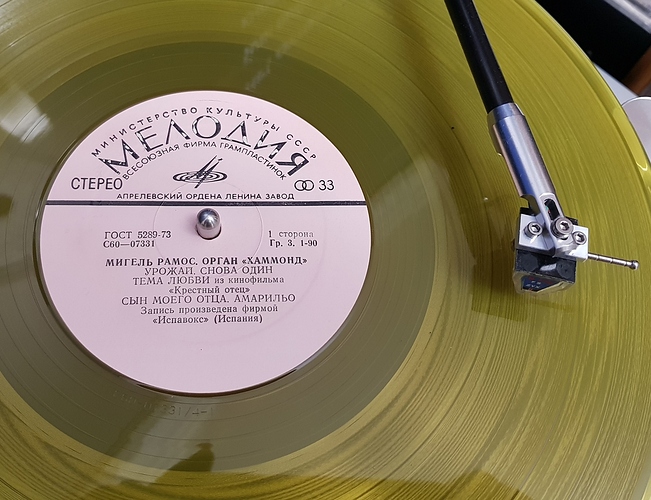 МИНИСТЕРСТВО КУЛЬТУРЫ СССР
МЕЛОДИЯ
ВСЕСОЮЗНАЯ ФИРМА ГРАМПЛАСТИНОК
СТЕРЕО
33
АПРЕЛЕВСКИЙ ОРДЕНА ЛЕНИНА ЗАВОД
ГОСТ 5289-73
1 сторона
С60—07331
Гр. 3. 1-90
МИГЕЛЬ РАМОС. ОРГАН «ХАММОНД»
УРОЖАЙ. СНОВА ОДИН
ТЕМА ЛЮБВИ из кинофильма
«Крестный отец»
СЫН МОЕГО ОТЦА. АМАРИЛЬО
Запись произведена фирмой
«Испавокс» (Испания)